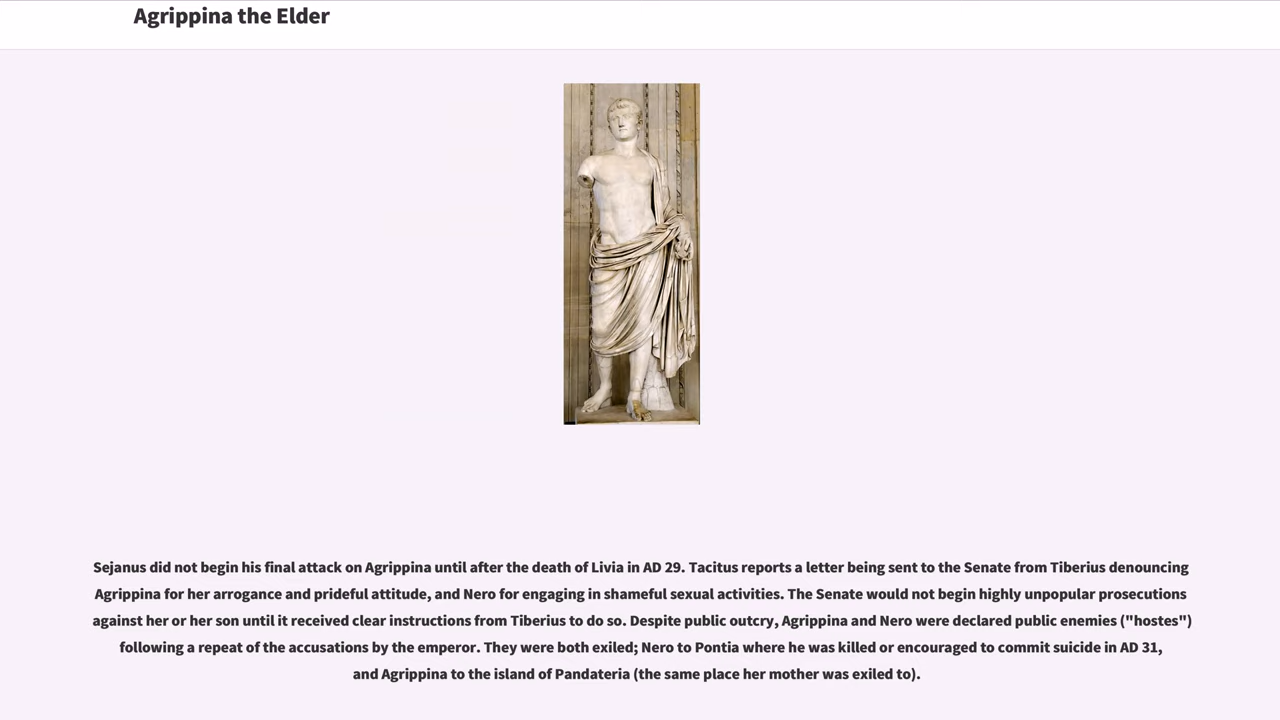 Agrippina the Elder
Sejanus did not begin his final attack on Agrippina until after the death of Livia in AD 29. Tacitus reports a letter being sent to the Senate from Tiberius denouncing
Agrippina for her arrogance and prideful attitude, and Nero for engaging in shameful sexual activities. The Senate would not begin highly unpopular prosecutions
against her or her son until it received clear instructions from Tiberius to do so. Despite public outcry, Agrippina and Nero were declared public enemies ("hostes")
following a repeat of the accusations by the emperor. They were both exiled; Nero to Pontia where he was killed or encouraged to commit suicide in AD 31,
and Agrippina to the island of Pandateria (the same place her mother was exiled to).